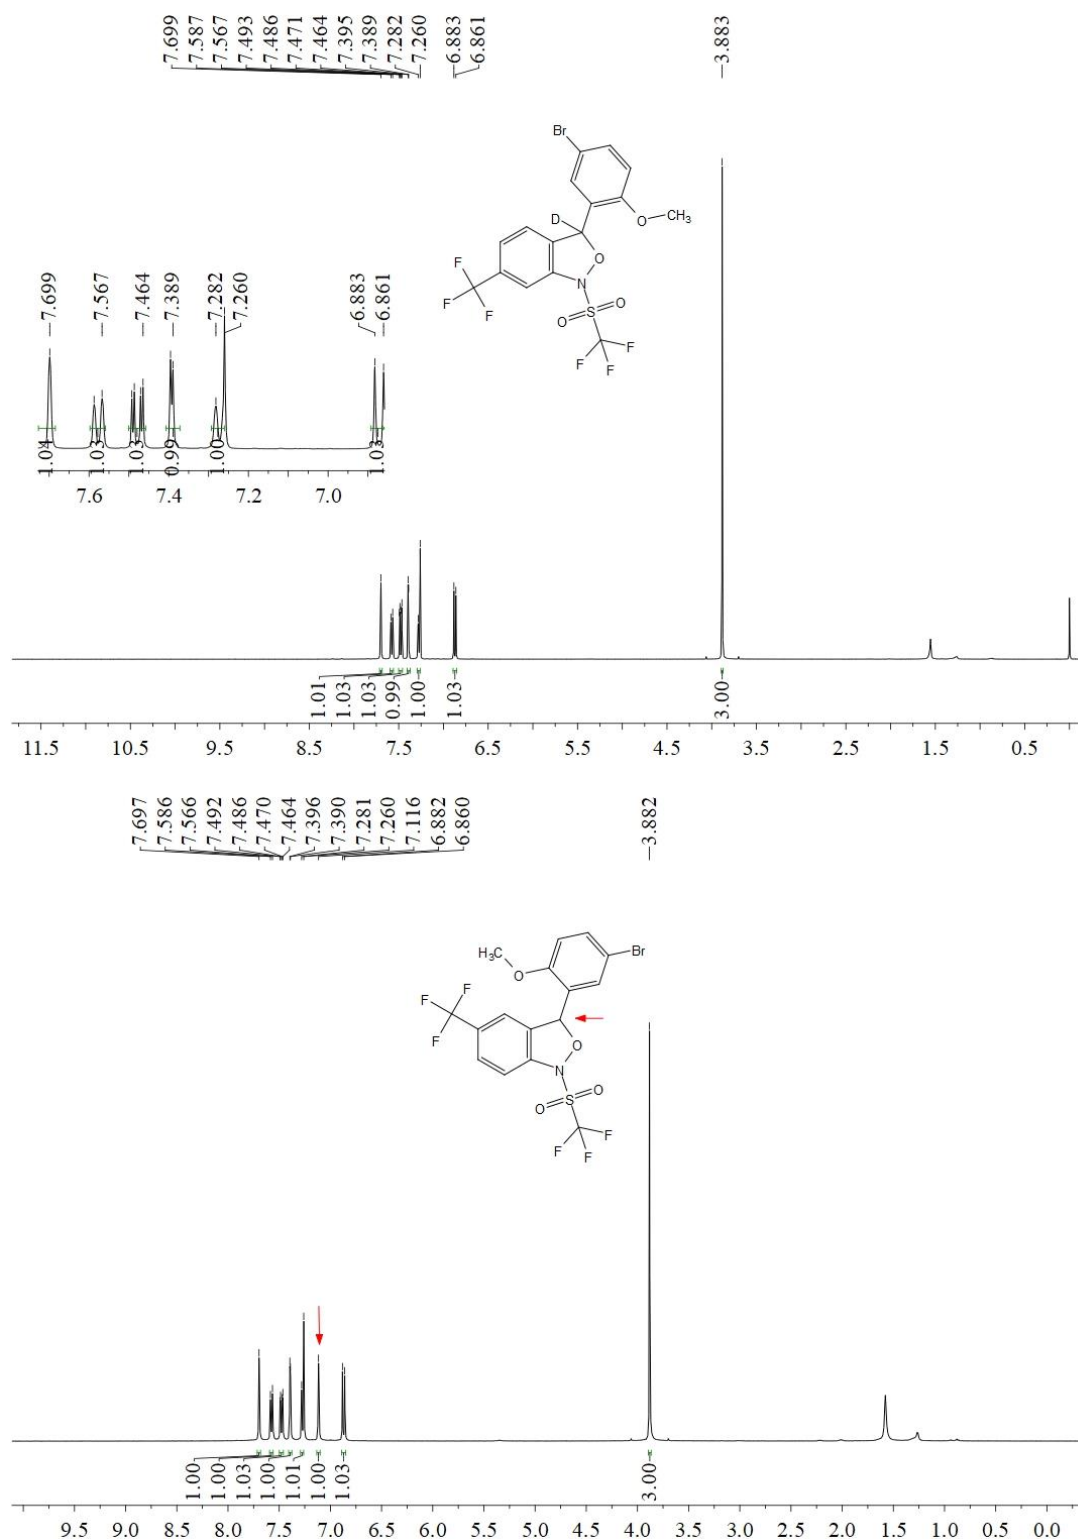 7.699
7.587
7.567
7.493
7.486
7.471
7.464
7.395
7.389
7.282
7.260
6.883
6.861
3.883
Br
D
O
CH3
O
N
F
F
F
S
O
O
F
F
F
7.699
7.567
7.464
7.389
7.282
7.260
6.883
6.861
1.04
1.03
1.03
0.99
1.00
1.03
7.6 7.4 7.2 7.0
1.01
1.03
1.03
0.99
1.00
1.03
3.00
11.5 10.5 9.5 8.5 7.5 6.5 5.5 4.5 3.5 2.5 1.5 0.5
7.697
7.586
7.566
7.492
7.486
7.470
7.464
7.396
7.390
7.281
7.260
7.116
6.882
6.860
3.882
H3C
O
Br
F
F
F
O
N
S
O
O
F
F
F
1.00
1.00
1.03
1.00
1.01
1.00
1.03
3.00
9.5 9.0 8.5 8.0 7.5 7.0 6.5 6.0 5.5 5.0 4.5 4.0 3.5 3.0 2.5 2.0 1.5 1.0 0.5 0.0